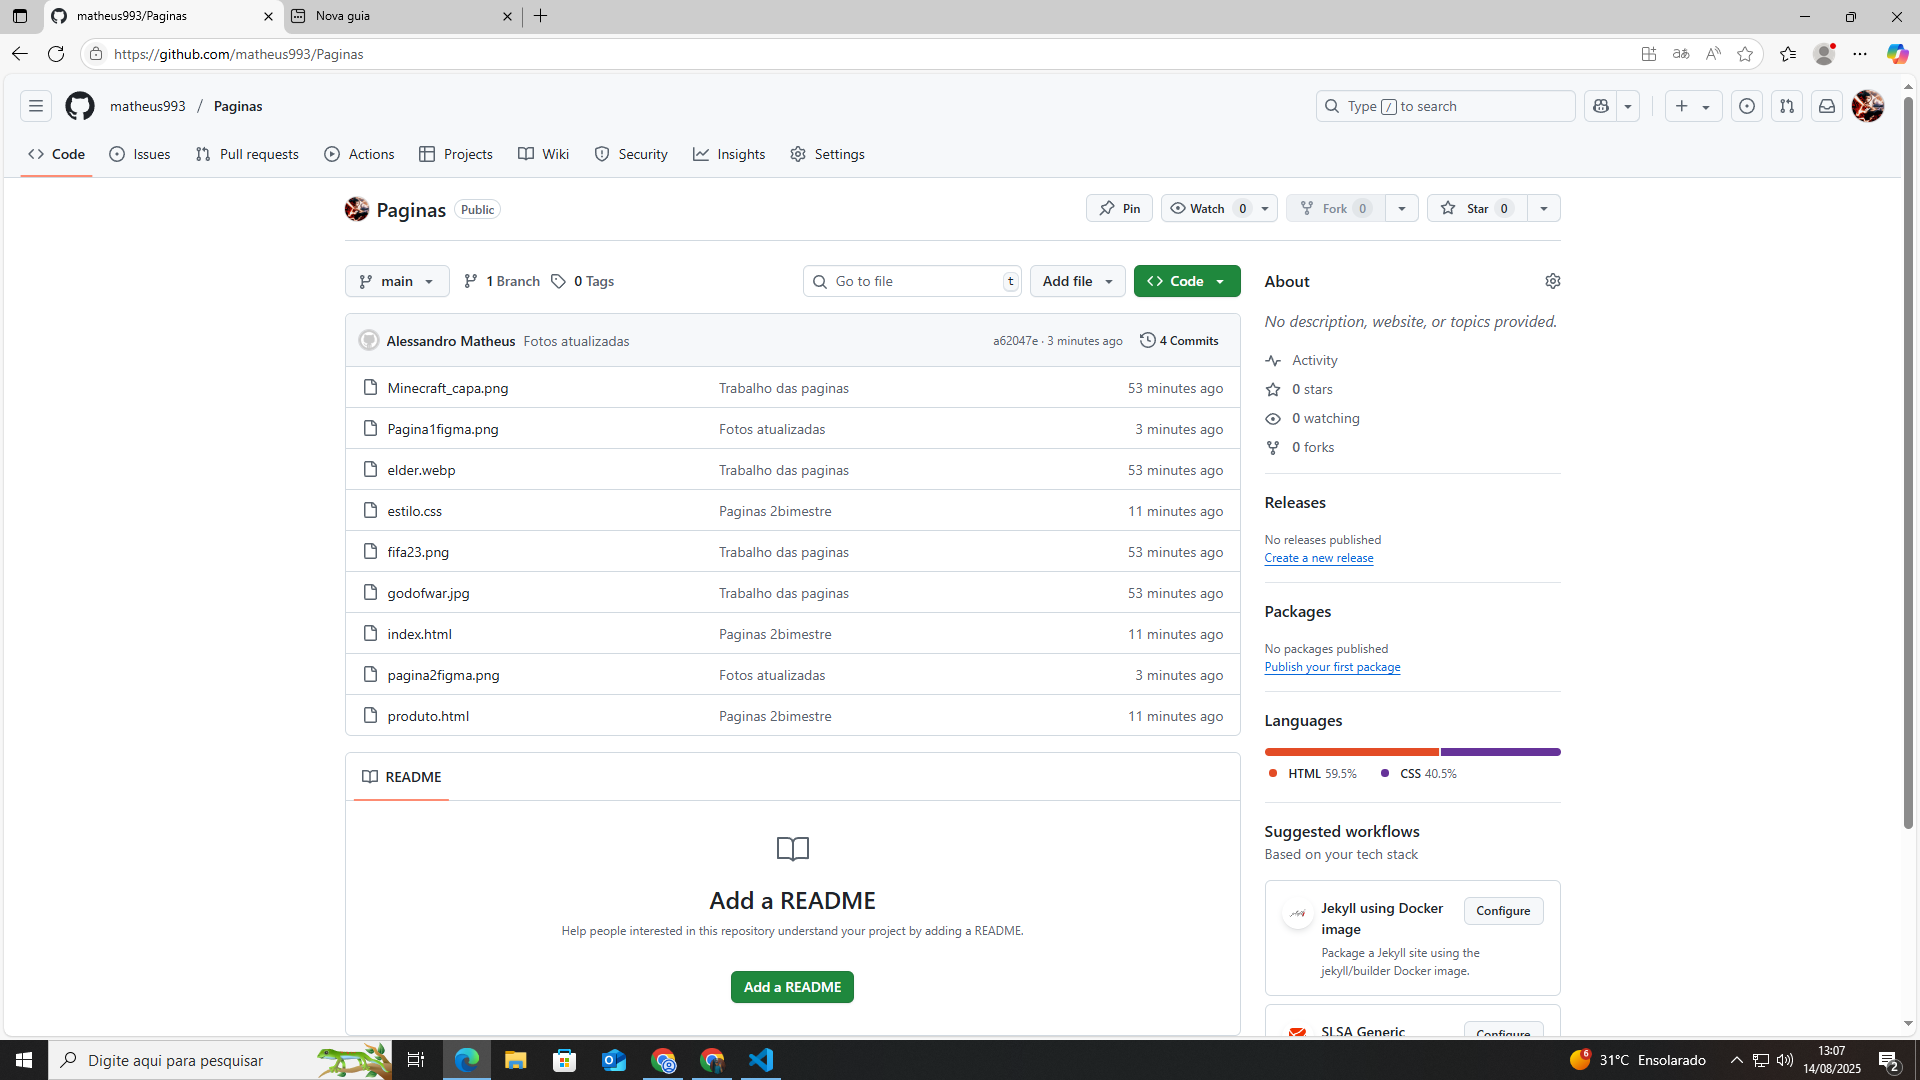 matheus993/Paginas
Nova guia
https://github.com/matheus993/Paginas
matheus993 / Paginas
Type / to search
Code
Issues
Pull requests
Actions
Projects
Wiki
Security
Insights
Settings
Paginas Public
Pin
Watch 0
Fork 0
Star 0
main
1 Branch
0 Tags
Go to file t
Add file
Code
Alessandro Matheus Fotos atualizadas a62047e · 3 minutes ago 4 Commits
Minecraft_capa.png Trabalho das paginas 53 minutes ago
Pagina1figma.png Fotos atualizadas 3 minutes ago
elder.webp Trabalho das paginas 53 minutes ago
estilo.css Paginas 2bimestre 11 minutes ago
fifa23.png Trabalho das paginas 53 minutes ago
godofwar.jpg Trabalho das paginas 53 minutes ago
index.html Paginas 2bimestre 11 minutes ago
pagina2figma.png Fotos atualizadas 3 minutes ago
produto.html Paginas 2bimestre 11 minutes ago
README
Add a README
Help people interested in this repository understand your project by adding a README.
Add a README
About
No description, website, or topics provided.
Activity
0 stars
0 watching
0 forks
Releases
No releases published
Create a new release
Packages
No packages published
Publish your first package
Languages
HTML 59.5% CSS 40.5%
Suggested workflows
Based on your tech stack
Jekyll using Docker
image
Configure
Package a Jekyll site using the
jekyll/builder Docker image.
SLSA Generic
Configure
Digite aqui para pesquisar
6
31°C Ensolarado
13:07
14/08/2025
2